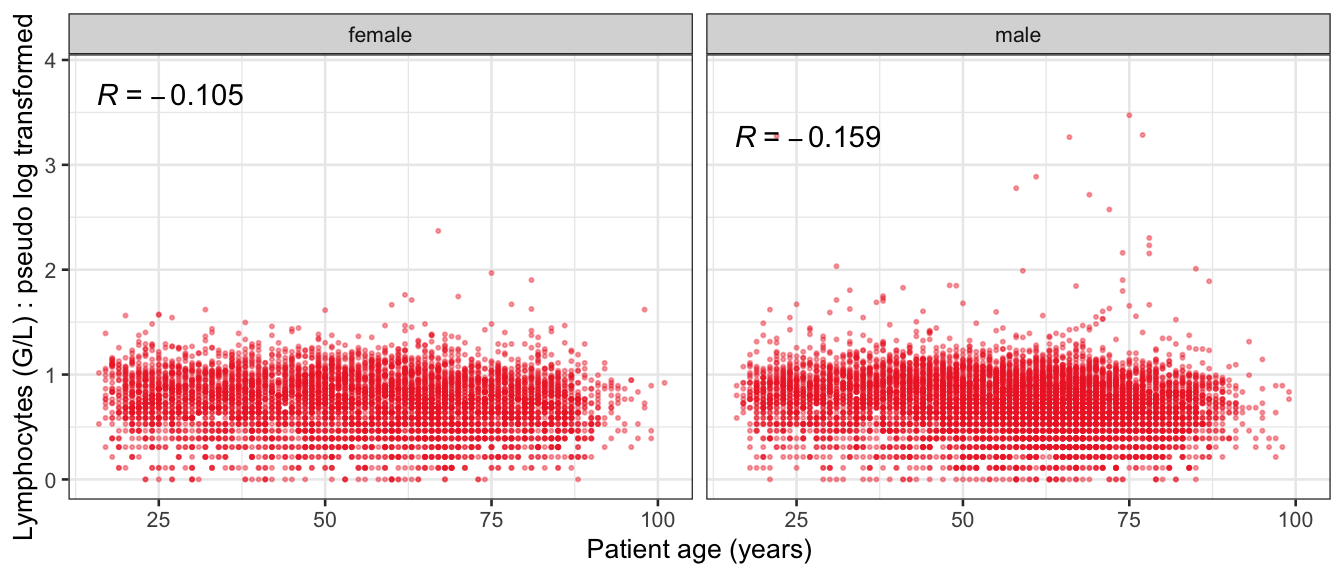 female
male
Lymphocytes (G/L) : pseudo log transformed
4
3
2
1
0
R = −0.105
R = −0.159
25
50
75
100
25
50
75
100
Patient age (years)